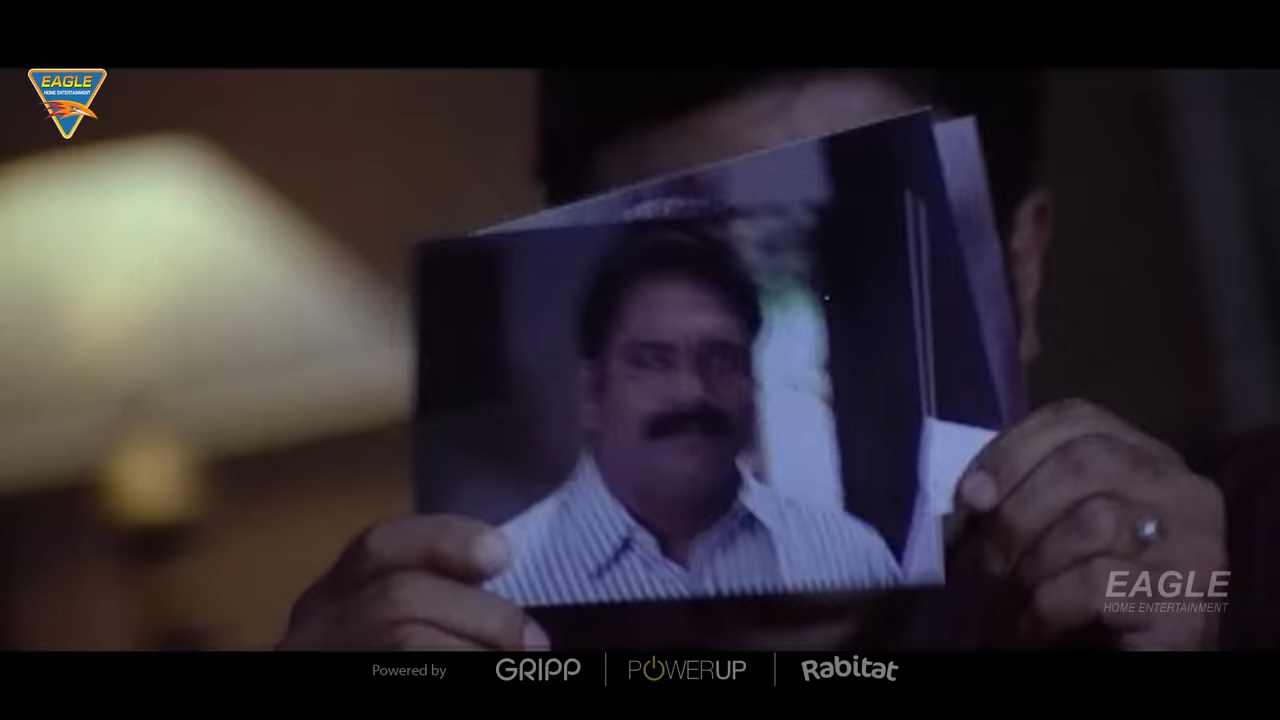 EAGLE
HOME ENTERTAINMENT
EAGLE
HOME ENTERTAINMENT
Powered by GRIPP POWERUP Rabitat